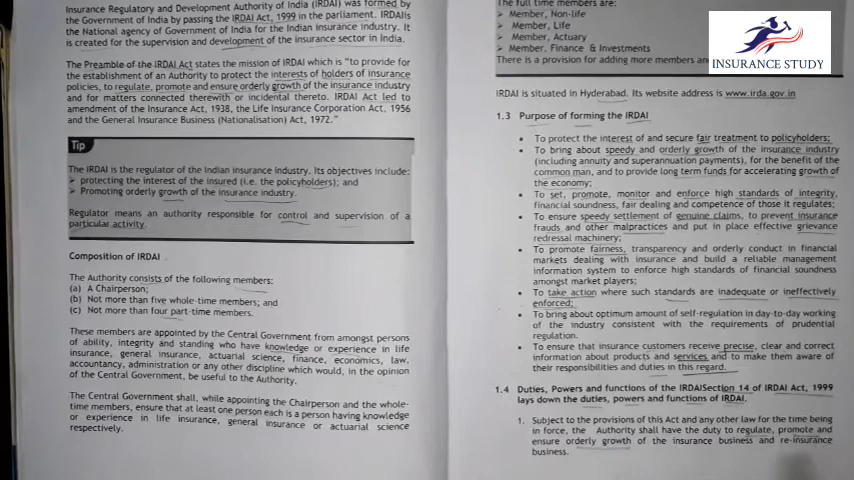 Insurance Regulatory and Development Authority of India (IRDAI) was formed by
the Government of India by passing the IRDAI Act, 1999 in the parliament. IRDAIis
the National agency of Government of India for the Indian insurance industry. It
is created for the supervision and development of the insurance sector in India.
The Preamble of the IRDAI Act states the mission of IRDAI which is "to provide for
the establishment of an Authority to protect the interests of holders of insurance
policies, to regulate, promote and ensure orderly growth of the insurance industry
and for matters connected therewith or incidental thereto. IRDAI Act led to
amendment of the Insurance Act, 1938, the Life Insurance Corporation Act, 1956
and the General Insurance Business (Nationalisation) Act, 1972."
Tip
The IRDAI is the regulator of the Indian insurance industry. Its objectives include:
➢ protecting the interest of the insured (i.e. the policyholders); and
➢ Promoting orderly growth of the insurance industry.
Regulator means an authority responsible for control and supervision of a
particular activity.
Composition of IRDAI
The Authority consists of the following members:
(a) A Chairperson;
(b) Not more than five whole-time members; and
(c) Not more than four part-time members.
These members are appointed by the Central Government from amongst persons
of ability, integrity and standing who have knowledge or experience in life
insurance, general insurance, actuarial science, finance, economics, law,
accountancy, administration or any other discipline which would, in the opinion
of the Central Government, be useful to the Authority.
The Central Government shall, while appointing the Chairperson and the whole-
time members, ensure that at least one person each is a person having knowledge
or experience in life insurance, general insurance or actuarial science
respectively.
The full time members are:
➢ Member, Non-life
➢ Member, Life
➢ Member, Actuary
➢ Member, Finance & Investments
There is a provision for adding more members an
INSURANCE STUDY
IRDAI is situated in Hyderabad. Its website address is www.irda.gov.in
1.3 Purpose of forming the IRDAI
• To protect the interest of and secure fair treatment to policyholders;
• To bring about speedy and orderly growth of the insurance industry
(including annuity and superannuation payments), for the benefit of the
common man, and to provide long term funds for accelerating growth of
the economy;
• To set, promote, monitor and enforce high standards of integrity,
financial soundness, fair dealing and competence of those it regulates;
• To ensure speedy settlement of genuine claims, to prevent insurance
frauds and other malpractices and put in place effective grievance
redressal machinery;
• To promote fairness, transparency and orderly conduct in financial
markets dealing with insurance and build a reliable management
information system to enforce high standards of financial soundness
amongst market players;
• To take action where such standards are inadequate or ineffectively
enforced;
• To bring about optimum amount of self-regulation in day-to-day working
of the industry consistent with the requirements of prudential
regulation.
• To ensure that insurance customers receive precise, clear and correct
information about products and services and to make them aware of
their responsibilities and duties in this regard.
1.4 Duties, Powers and functions of the IRDAISection 14 of IRDAI Act, 1999
lays down the duties, powers and functions of IRDAI.
1. Subject to the provisions of this Act and any other law for the time being
in force, the Authority shall have the duty to regulate, promote and
ensure orderly growth of the insurance business and re-insurance
business.